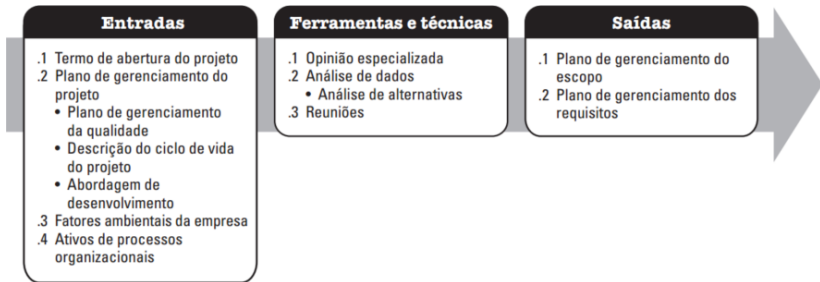 Entradas
.1 Termo de abertura do projeto
.2 Plano de gerenciamento do
projeto
• Plano de gerenciamento
da qualidade
• Descrição do ciclo de vida
do projeto
• Abordagem de
desenvolvimento
.3 Fatores ambientais da empresa
.4 Ativos de processos
organizacionais
Ferramentas e técnicas
.1 Opinião especializada
.2 Análise de dados
• Análise de alternativas
.3 Reuniões
Saídas
.1 Plano de gerenciamento do
escopo
.2 Plano de gerenciamento dos
requisitos